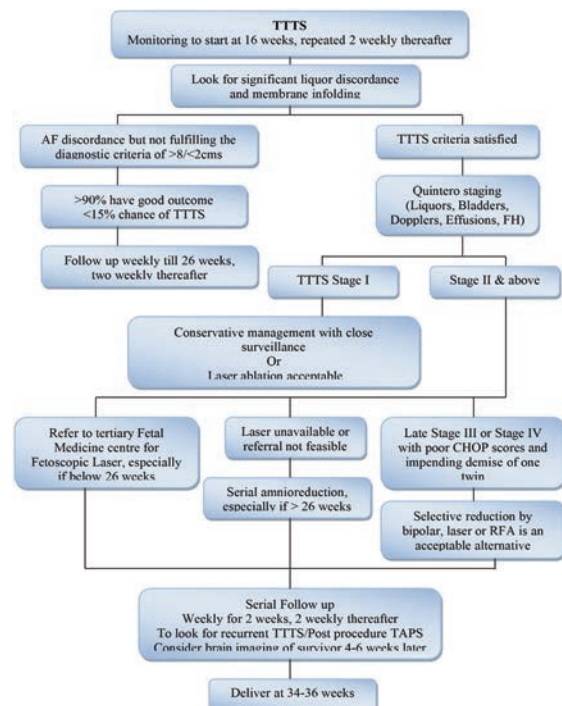 TTTS
Monitoring to start at 16 weeks, repeated 2 weekly thereafter
Look for significant liquor discordance
and membrane infolding
AF discordance but not fulfilling the
diagnostic criteria of >8/<2cms
TTTS criteria satisfied
>90% have good outcome
<15% chance of TTTS
Quintero staging
(Liquors, Bladders,
Dopplers, Effusions, FH)
Follow up weekly till 26 weeks,
two weekly thereafter
TTTS Stage I
Stage II & above
Conservative management with close
surveillance
Or
Laser ablation acceptable
Refer to tertiary Fetal
Medicine centre for
Fetoscopic Laser, especially
if below 26 weeks
Laser unavailable or
referral not feasible
Late Stage III or Stage IV
with poor CHOP scores and
impending demise of one
twin
Serial amnioreduction,
especially if > 26 weeks
Selective reduction by
bipolar, laser or RFA is an
acceptable alternative
Serial Follow up
Weekly for 2 weeks, 2 weekly thereafter
To look for recurrent TTTS/Post procedure TAPS
Consider brain imaging of survivor 4-6 weeks later
Deliver at 34-36 weeks